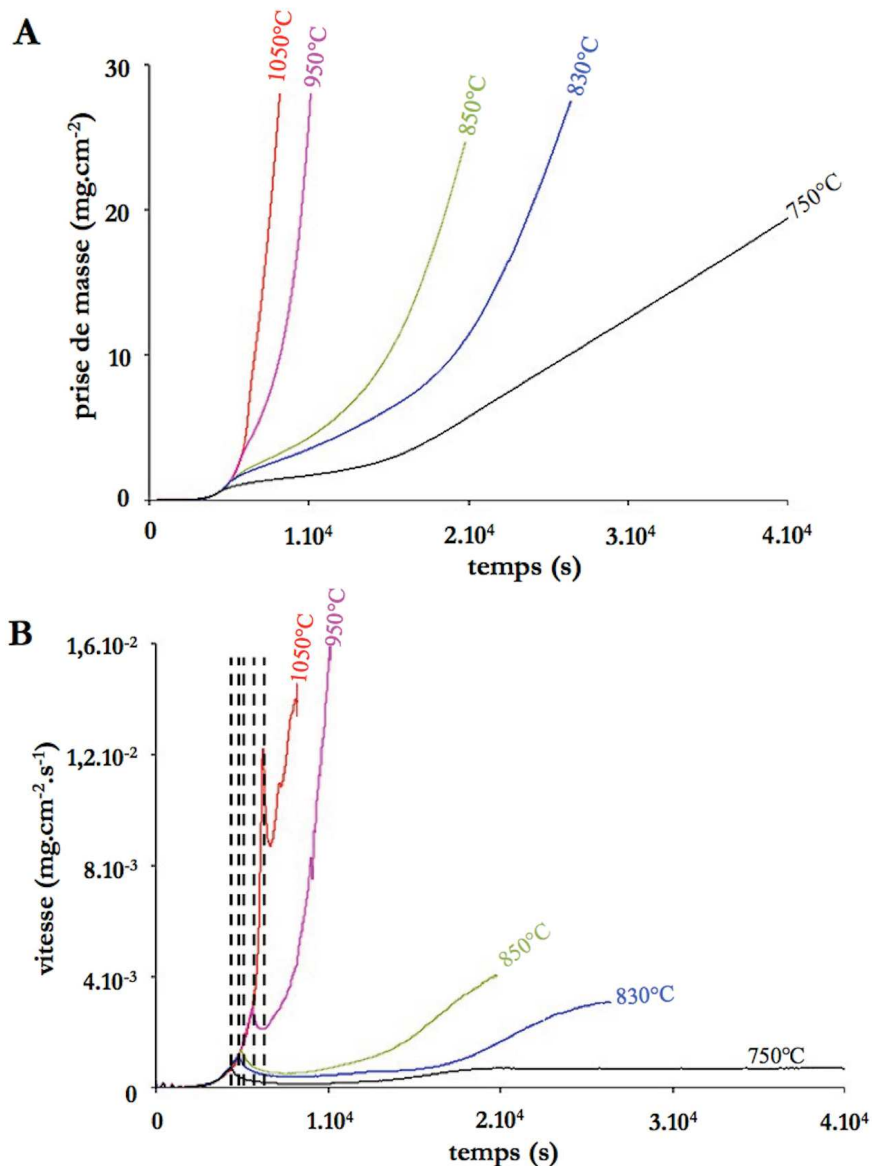 A
prise de masse (mg.cm-2)
30
20
10
0
0
1.10⁴
2.10⁴
3.10⁴
4.10⁴
temps (s)
1050°C
950°C
850°C
830°C
750°C
B
vitesse (mg.cm-2.s-1)
1,6.10-2
1,2.10-2
8.10-3
4.10-3
0
0
1.10⁴
2.10⁴
3.10⁴
4.10⁴
temps (s)
1050°C
950°C
850°C
830°C
750°C